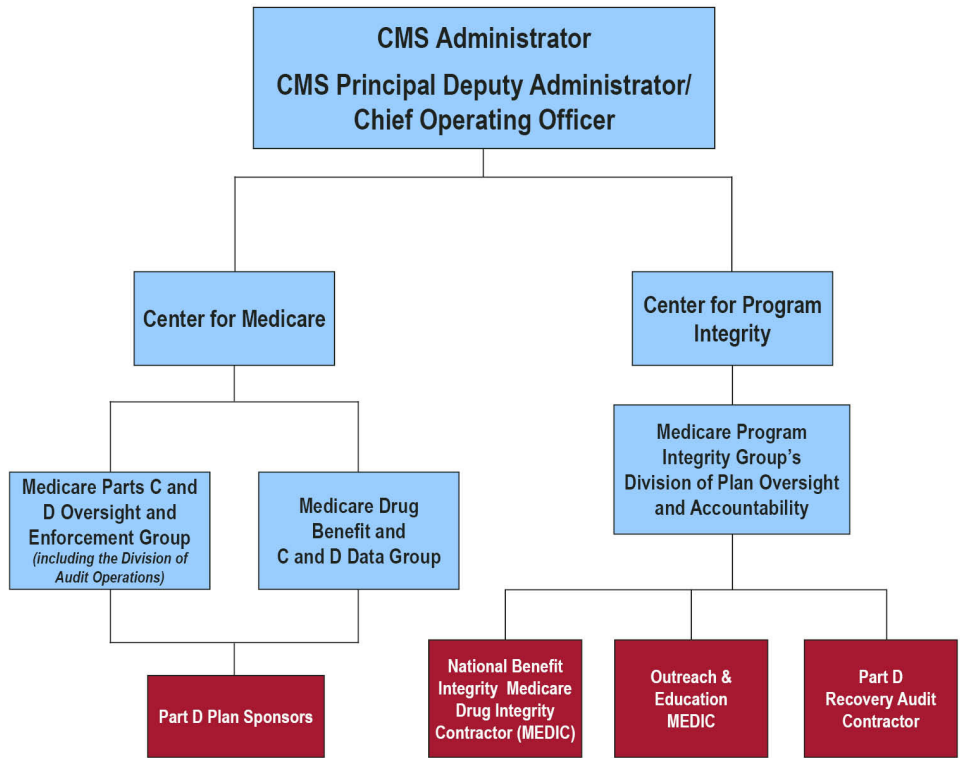 CMS Administrator
CMS Principal Deputy Administrator/
Chief Operating Officer
Center for Medicare
Center for Program
Integrity
Medicare Parts C and
D Oversight and
Enforcement Group
(including the Division of
Audit Operations)
Medicare Drug
Benefit and
C and D Data Group
Medicare Program
Integrity Group’s
Division of Plan Oversight
and Accountability
Part D Plan Sponsors
National Benefit
Integrity Medicare
Drug Integrity
Contractor (MEDIC)
Outreach &
Education
MEDIC
Part D
Recovery Audit
Contractor